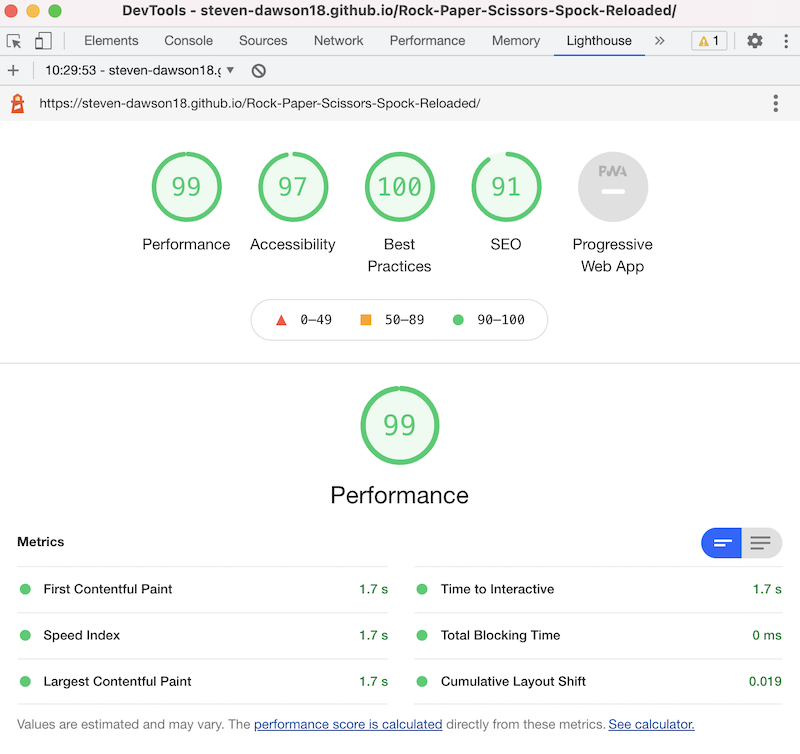 DevTools - steven-dawson18.github.io/Rock-Paper-Scissors-Spock-Reloaded/
Elements Console Sources Network Performance Memory Lighthouse » 1
+ 10:29:53 - steven-dawson18.g
https://steven-dawson18.github.io/Rock-Paper-Scissors-Spock-Reloaded/
99 97 100 91 PWA
Performance Accessibility Best Practices SEO Progressive Web App
0–49 50–89 90–100
99
Performance
Metrics
First Contentful Paint 1.7 s
Time to Interactive 1.7 s
Speed Index 1.7 s
Total Blocking Time 0 ms
Largest Contentful Paint 1.7 s
Cumulative Layout Shift 0.019
Values are estimated and may vary. The performance score is calculated directly from these metrics. See calculator.